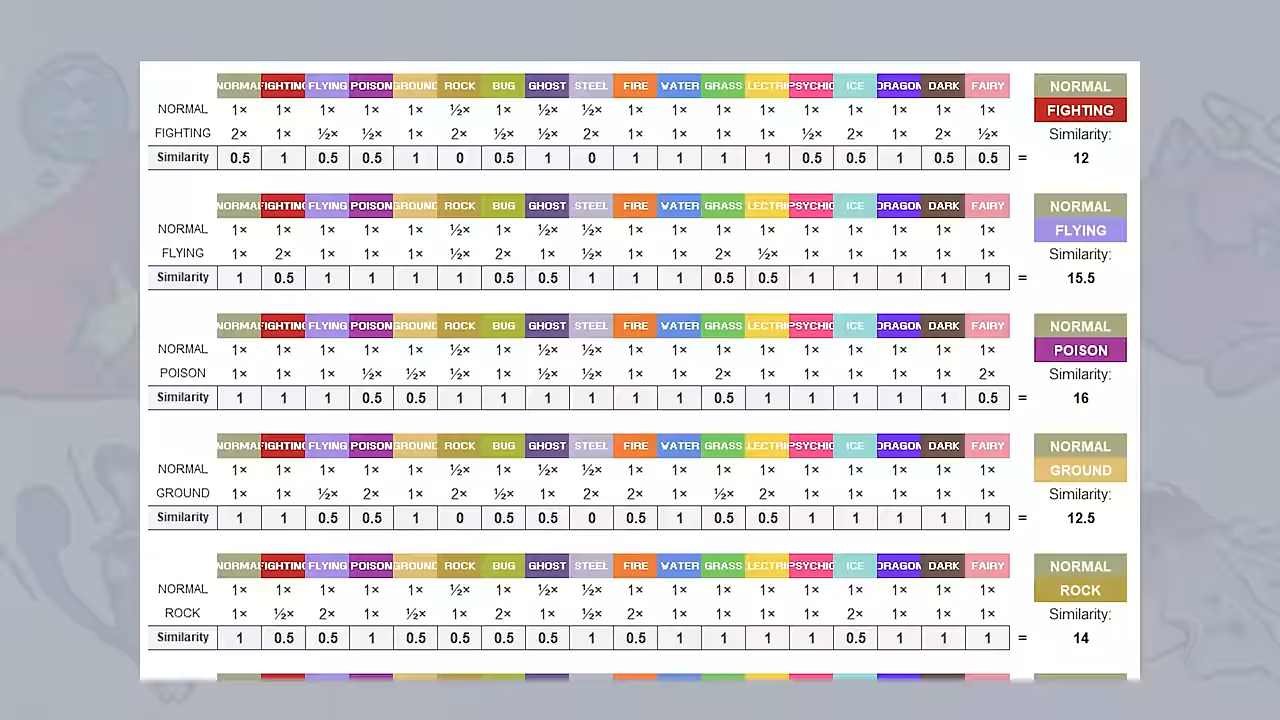 NORMAL FIGHTING FLYING POISON GROUND ROCK BUG GHOST STEEL FIRE WATER GRASS LECTRI PSYCHIC ICE DRAGON DARK FAIRY NORMAL
NORMAL 1× 1× 1× 1× 1× ½× 1× ½× ½× 1× 1× 1× 1× 1× 1× 1× 1× 1× FIGHTING
FIGHTING 2× 1× ½× ½× 1× 2× ½× ½× 2× 1× 1× 1× 1× ½× 2× 1× 2× ½× Similarity:
Similarity 0.5 1 0.5 0.5 1 0 0.5 1 0 1 1 1 1 0.5 0.5 1 0.5 0.5 = 12
NORMAL FIGHTING FLYING POISON GROUND ROCK BUG GHOST STEEL FIRE WATER GRASS LECTRI PSYCHIC ICE DRAGON DARK FAIRY NORMAL
NORMAL 1× 1× 1× 1× 1× ½× 1× ½× ½× 1× 1× 1× 1× 1× 1× 1× 1× 1× FLYING
FLYING 1× 2× 1× 1× 1× ½× 2× 1× ½× 1× 1× 2× ½× 1× 1× 1× 1× 1× Similarity:
Similarity 1 0.5 1 1 1 1 0.5 0.5 1 1 1 0.5 0.5 1 1 1 1 1 = 15.5
NORMAL FIGHTING FLYING POISON GROUND ROCK BUG GHOST STEEL FIRE WATER GRASS LECTRI PSYCHIC ICE DRAGON DARK FAIRY NORMAL
NORMAL 1× 1× 1× 1× 1× ½× 1× ½× ½× 1× 1× 1× 1× 1× 1× 1× 1× 1× POISON
POISON 1× 1× 1× ½× ½× ½× 1× ½× ½× 1× 1× 2× 1× 1× 1× 1× 1× 2× Similarity:
Similarity 1 1 1 0.5 0.5 1 1 1 1 1 1 0.5 1 1 1 1 1 0.5 = 16
NORMAL FIGHTING FLYING POISON GROUND ROCK BUG GHOST STEEL FIRE WATER GRASS LECTRI PSYCHIC ICE DRAGON DARK FAIRY NORMAL
NORMAL 1× 1× 1× 1× 1× ½× 1× ½× ½× 1× 1× 1× 1× 1× 1× 1× 1× 1× GROUND
GROUND 1× 1× ½× 2× 1× 2× ½× 1× 2× 2× 1× ½× 2× 1× 1× 1× 1× 1× Similarity:
Similarity 1 1 0.5 0.5 1 0 0.5 0.5 0 0.5 1 0.5 0.5 1 1 1 1 1 = 12.5
NORMAL FIGHTING FLYING POISON GROUND ROCK BUG GHOST STEEL FIRE WATER GRASS LECTRI PSYCHIC ICE DRAGON DARK FAIRY NORMAL
NORMAL 1× 1× 1× 1× 1× ½× 1× ½× ½× 1× 1× 1× 1× 1× 1× 1× 1× 1× ROCK
ROCK 1× ½× 2× 1× ½× 1× 2× 1× ½× 2× 1× 1× 1× 1× 2× 1× 1× 1× Similarity:
Similarity 1 0.5 0.5 1 0.5 0.5 0.5 0.5 1 0.5 1 1 1 1 0.5 1 1 1 = 14